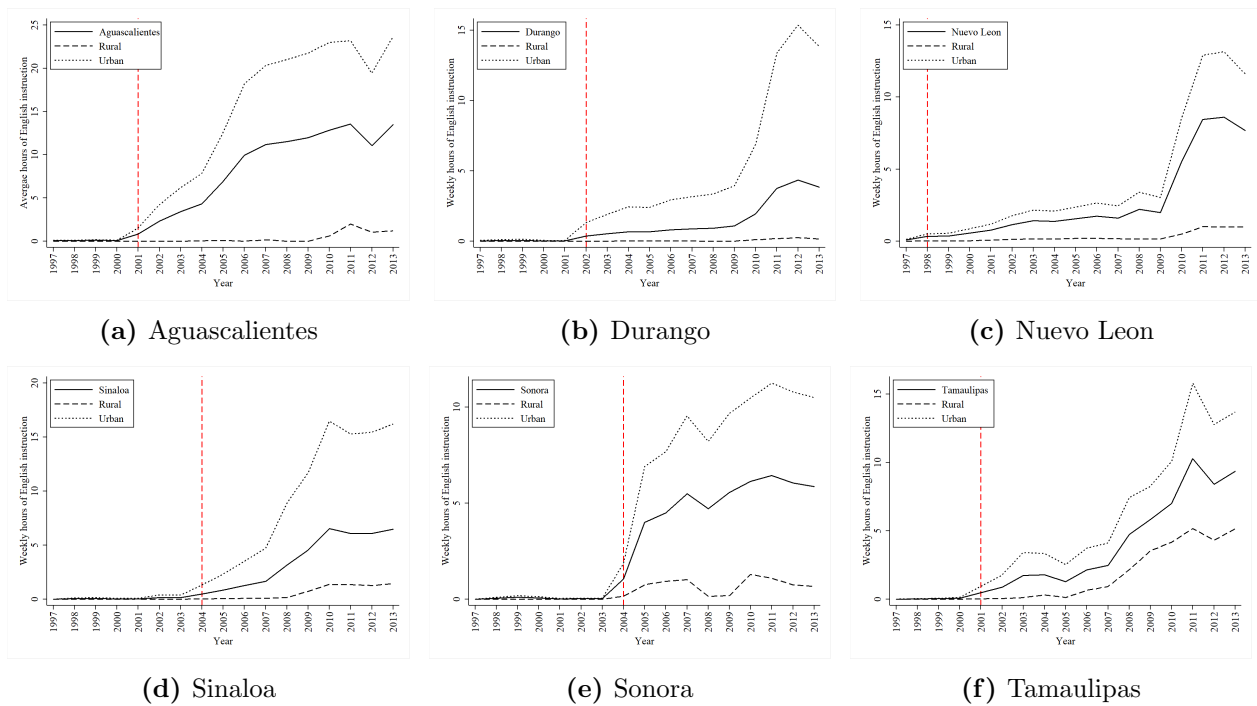 Aguascalientes
Rural
Urban
Avergae hours of English instruction
0 5 10 15 20 25
1997 1998 1999 2000 2001 2002 2003 2004 2005 2006 2007 2008 2009 2010 2011 2012 2013
Year
(a) Aguascalientes
Durango
Rural
Urban
Weekly hours of English instruction
0 5 10 15
1997 1998 1999 2000 2001 2002 2003 2004 2005 2006 2007 2008 2009 2010 2011 2012 2013
Year
(b) Durango
Nuevo Leon
Rural
Urban
Weekly hours of English instruction
0 5 10 15
1997 1998 1999 2000 2001 2002 2003 2004 2005 2006 2007 2008 2009 2010 2011 2012 2013
Year
(c) Nuevo Leon
Sinaloa
Rural
Urban
Weekly hours of English instruction
0 5 10 15 20
1997 1998 1999 2000 2001 2002 2003 2004 2005 2006 2007 2008 2009 2010 2011 2012 2013
Year
(d) Sinaloa
Sonora
Rural
Urban
Weekly hours of English instruction
0 5 10
1997 1998 1999 2000 2001 2002 2003 2004 2005 2006 2007 2008 2009 2010 2011 2012 2013
Year
(e) Sonora
Tamaulipas
Rural
Urban
Weekly hours of English instruction
0 5 10 15
1997 1998 1999 2000 2001 2002 2003 2004 2005 2006 2007 2008 2009 2010 2011 2012 2013
Year
(f) Tamaulipas